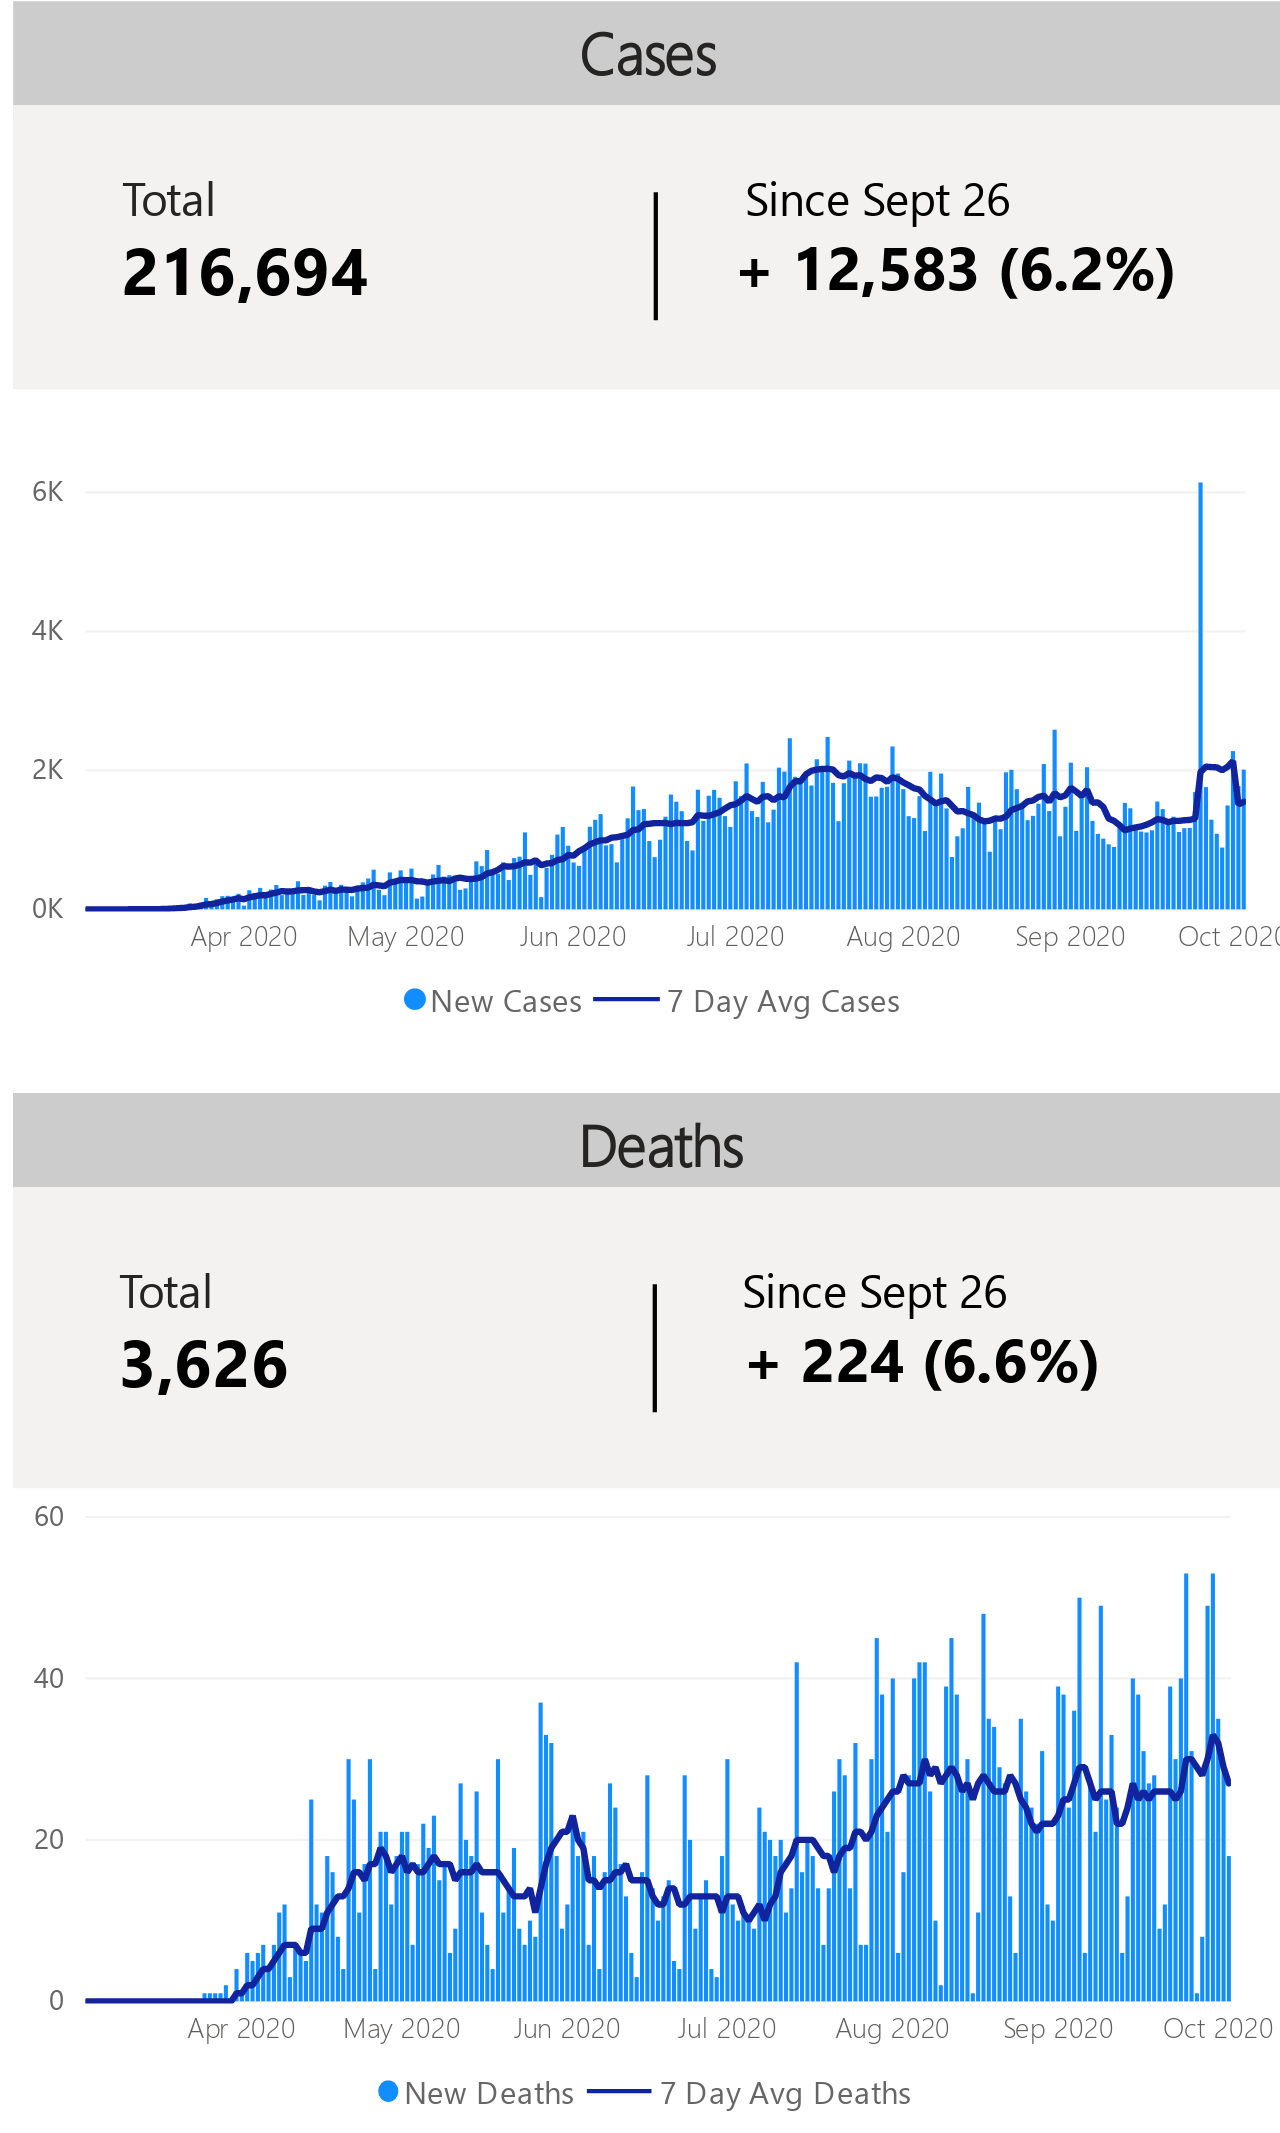 Cases
Total
Since Sept 26
216,694
+ 12,583 (6.2%)
6K
4K
2K
0K
Apr 2020
May 2020
Jun 2020
Jul 2020
Aug 2020
Sep 2020
Oct 2020
New Cases
7 Day Avg Cases
Deaths
Total
Since Sept 26
3,626
+ 224 (6.6%)
60
40
20
0
Apr 2020
May 2020
Jun 2020
Jul 2020
Aug 2020
Sep 2020
Oct 2020
New Deaths
7 Day Avg Deaths